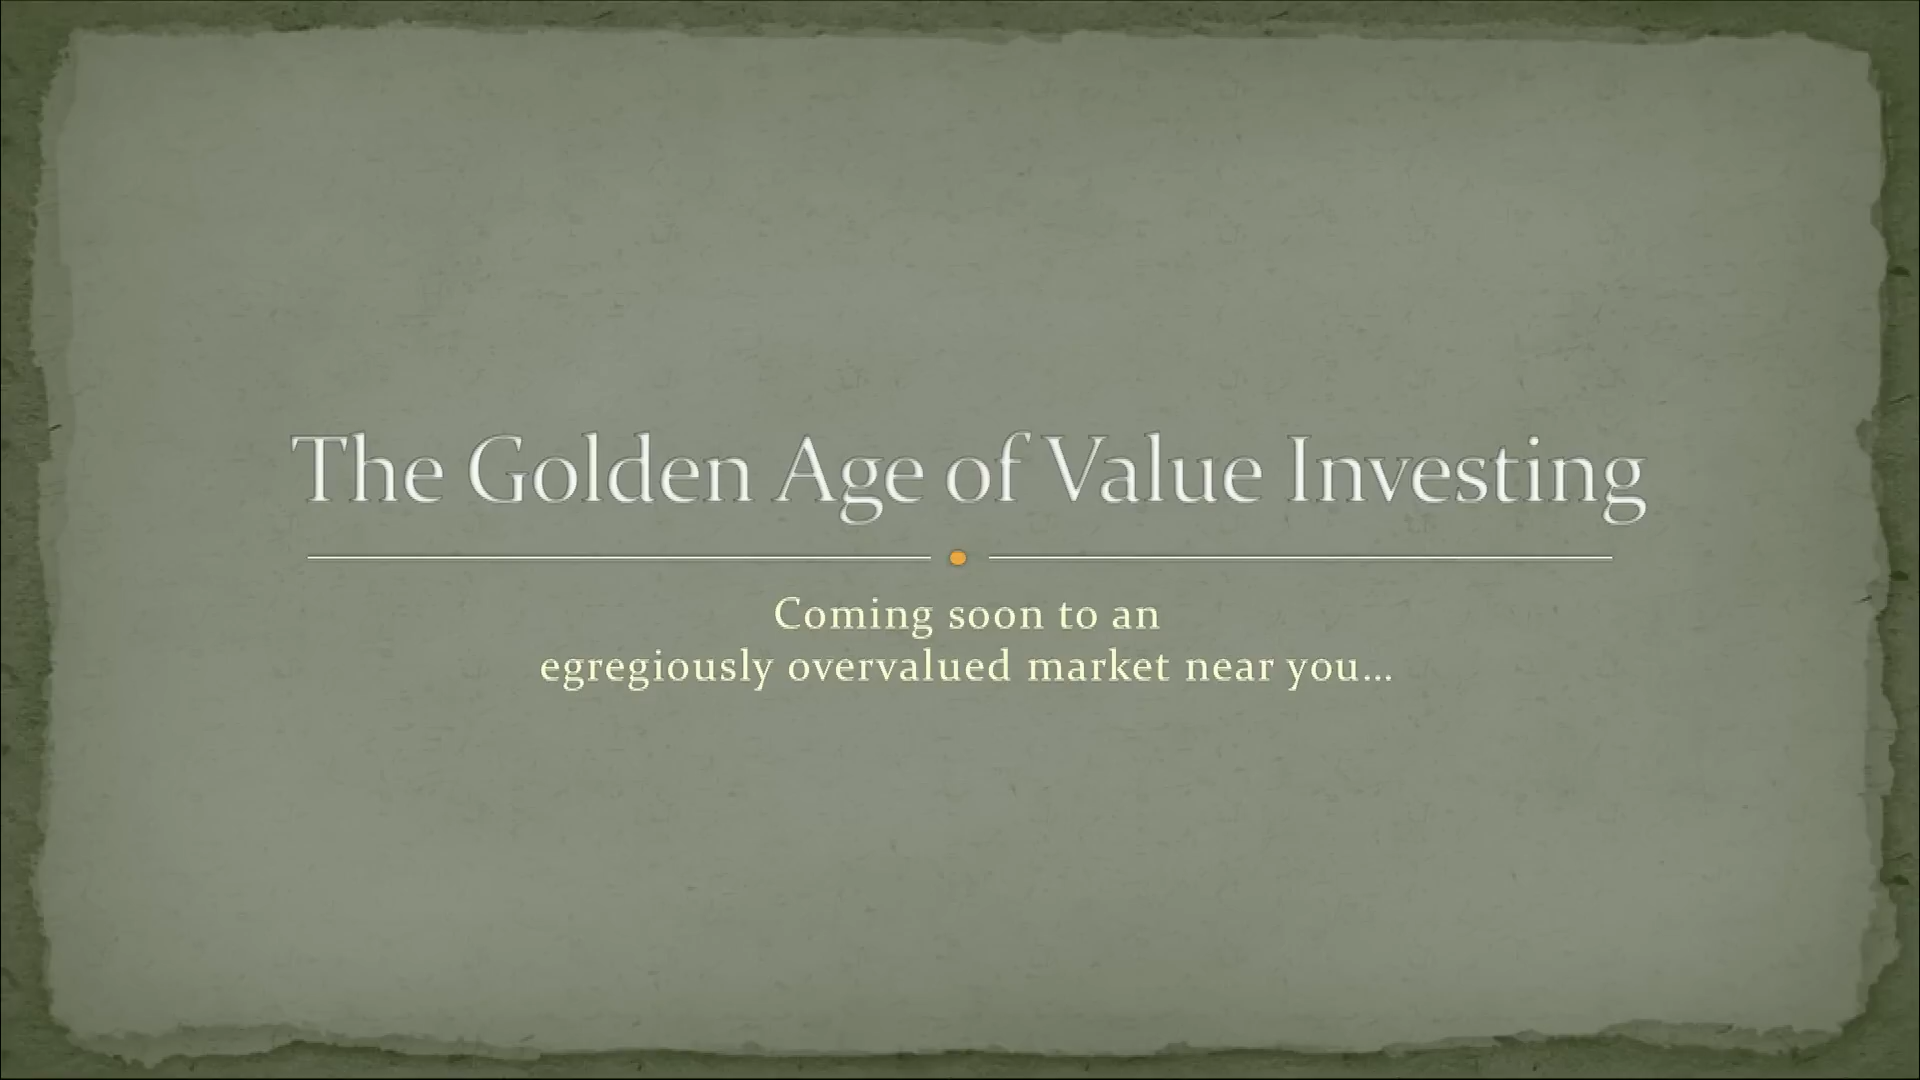 The Golden Age of Value Investing
Coming soon to an
egregiously overvalued market near you…